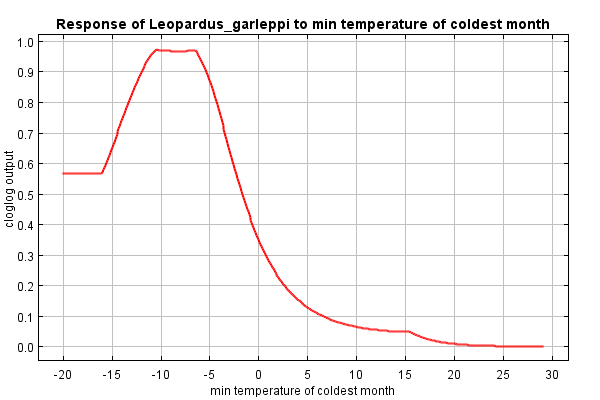 Response of Leopardus_garleppi to min temperature of coldest month
1.0
0.9
0.8
0.7
0.6
0.5
0.4
0.3
0.2
0.1
0.0
cloglog output
-20 -15 -10 -5 0 5 10 15 20 25 30
min temperature of coldest month